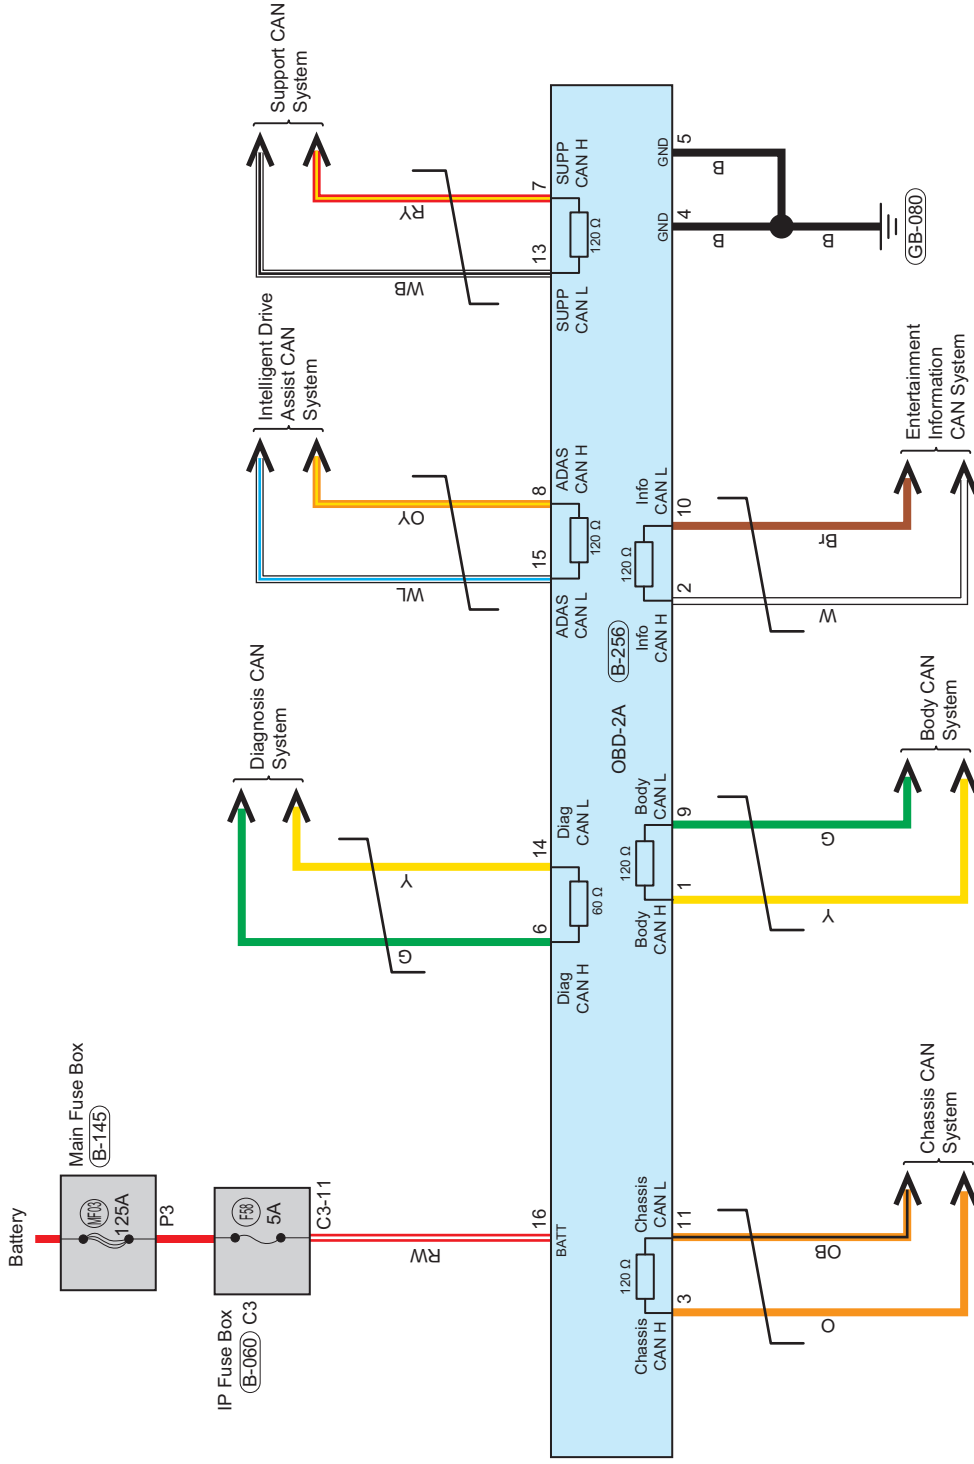 Battery
Main Fuse Box
B-145
MF03
125A
P3
IP Fuse Box
B-060 C3
F58
5A
C3-11
RW
16
BATT
Diagnosis CAN
System
G
Y
6
14
Diag
CAN H
60 Ω
Diag
CAN L
Intelligent Drive
Assist CAN
System
WL
OY
15
8
ADAS
CAN L
120 Ω
ADAS
CAN H
Support CAN
System
WB
RY
13
7
SUPP
CAN L
120 Ω
SUPP
CAN H
OBD-2A
B-256
Chassis
CAN H
120 Ω
Chassis
CAN L
3
11
O
OB
Chassis CAN
System
Body
CAN H
120 Ω
Body
CAN L
1
9
Y
G
Body CAN
System
Info
CAN H
120 Ω
Info
CAN L
2
10
W
Br
Entertainment
Information
CAN System
GND
GND
4
5
B
B
B
GB-080